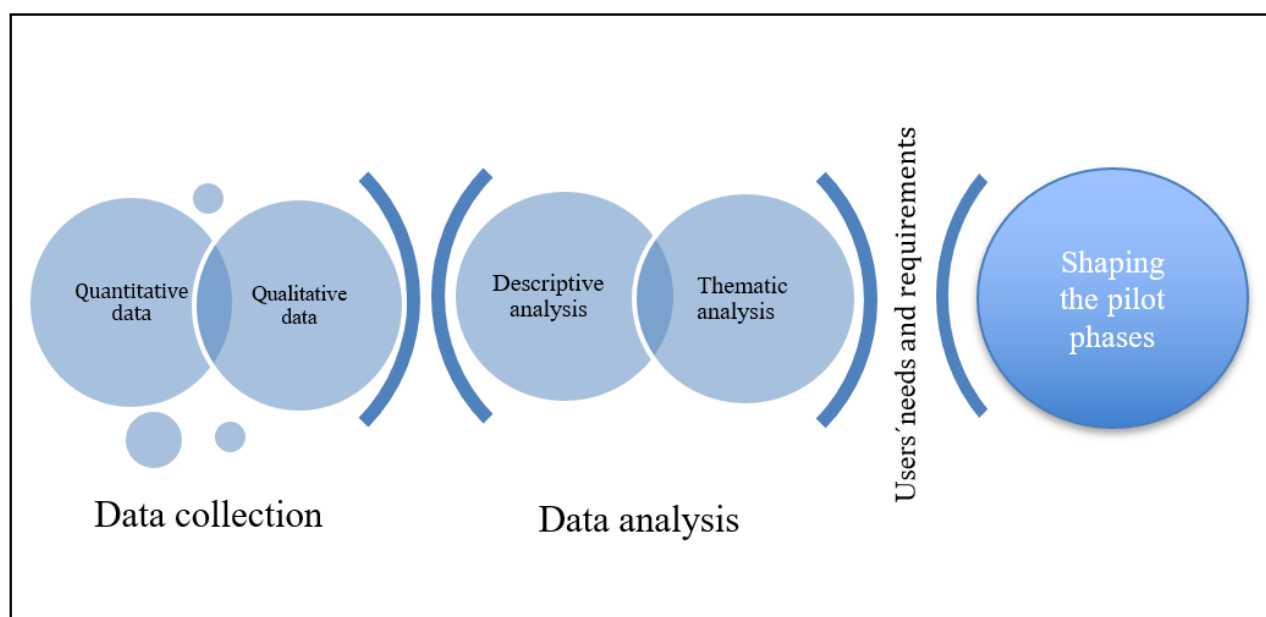 Quantitative
data
Qualitative
data
Data collection
Descriptive
analysis
Thematic
analysis
Data analysis
Users´needs and requirements
Shaping
the pilot
phases